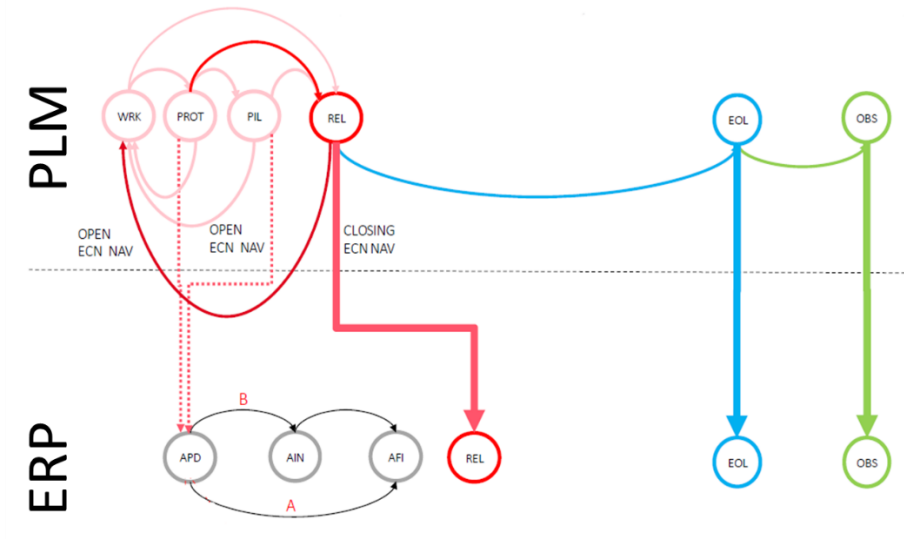 PLM
WRK
PROT
PIL
REL
EOL
OBS
OPEN
ECN NAV
OPEN
ECN NAV
CLOSING
ECN NAV
ERP
B
APD
AIN
AFI
REL
EOL
OBS
A